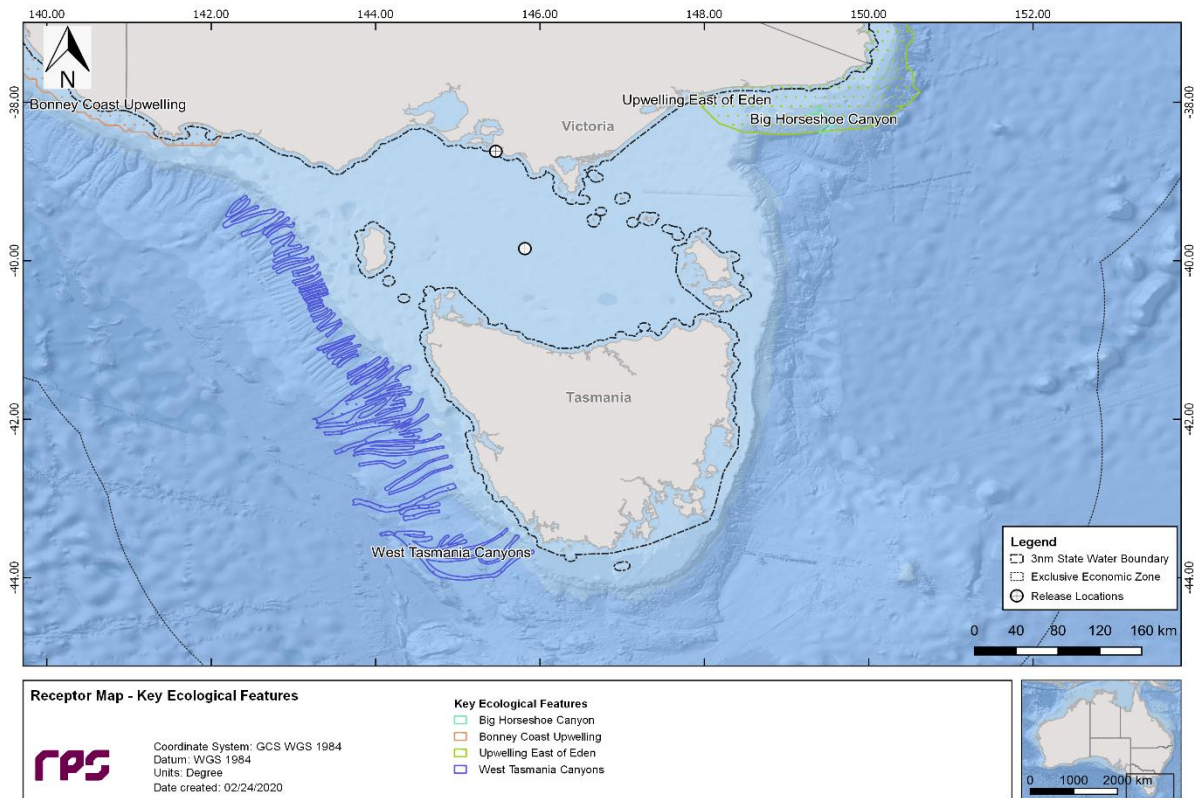 140.00 142.00 144.00 146.00 148.00 150.00 152.00
N
-38.00 -38.00
Bonney Coast Upwelling
Upwelling East of Eden
Big Horseshoe Canyon
Victoria
-40.00 -40.00
Tasmania
-42.00 -42.00
West Tasmania Canyons
-44.00 -44.00
Legend
3nm State Water Boundary
Exclusive Economic Zone
Release Locations
0 40 80 120 160 km
Receptor Map - Key Ecological Features
rps
Coordinate System: GCS WGS 1984
Datum: WGS 1984
Units: Degree
Date created: 02/24/2020
Key Ecological Features
Big Horseshoe Canyon
Bonney Coast Upwelling
Upwelling East of Eden
West Tasmania Canyons
0 1000 2000 km